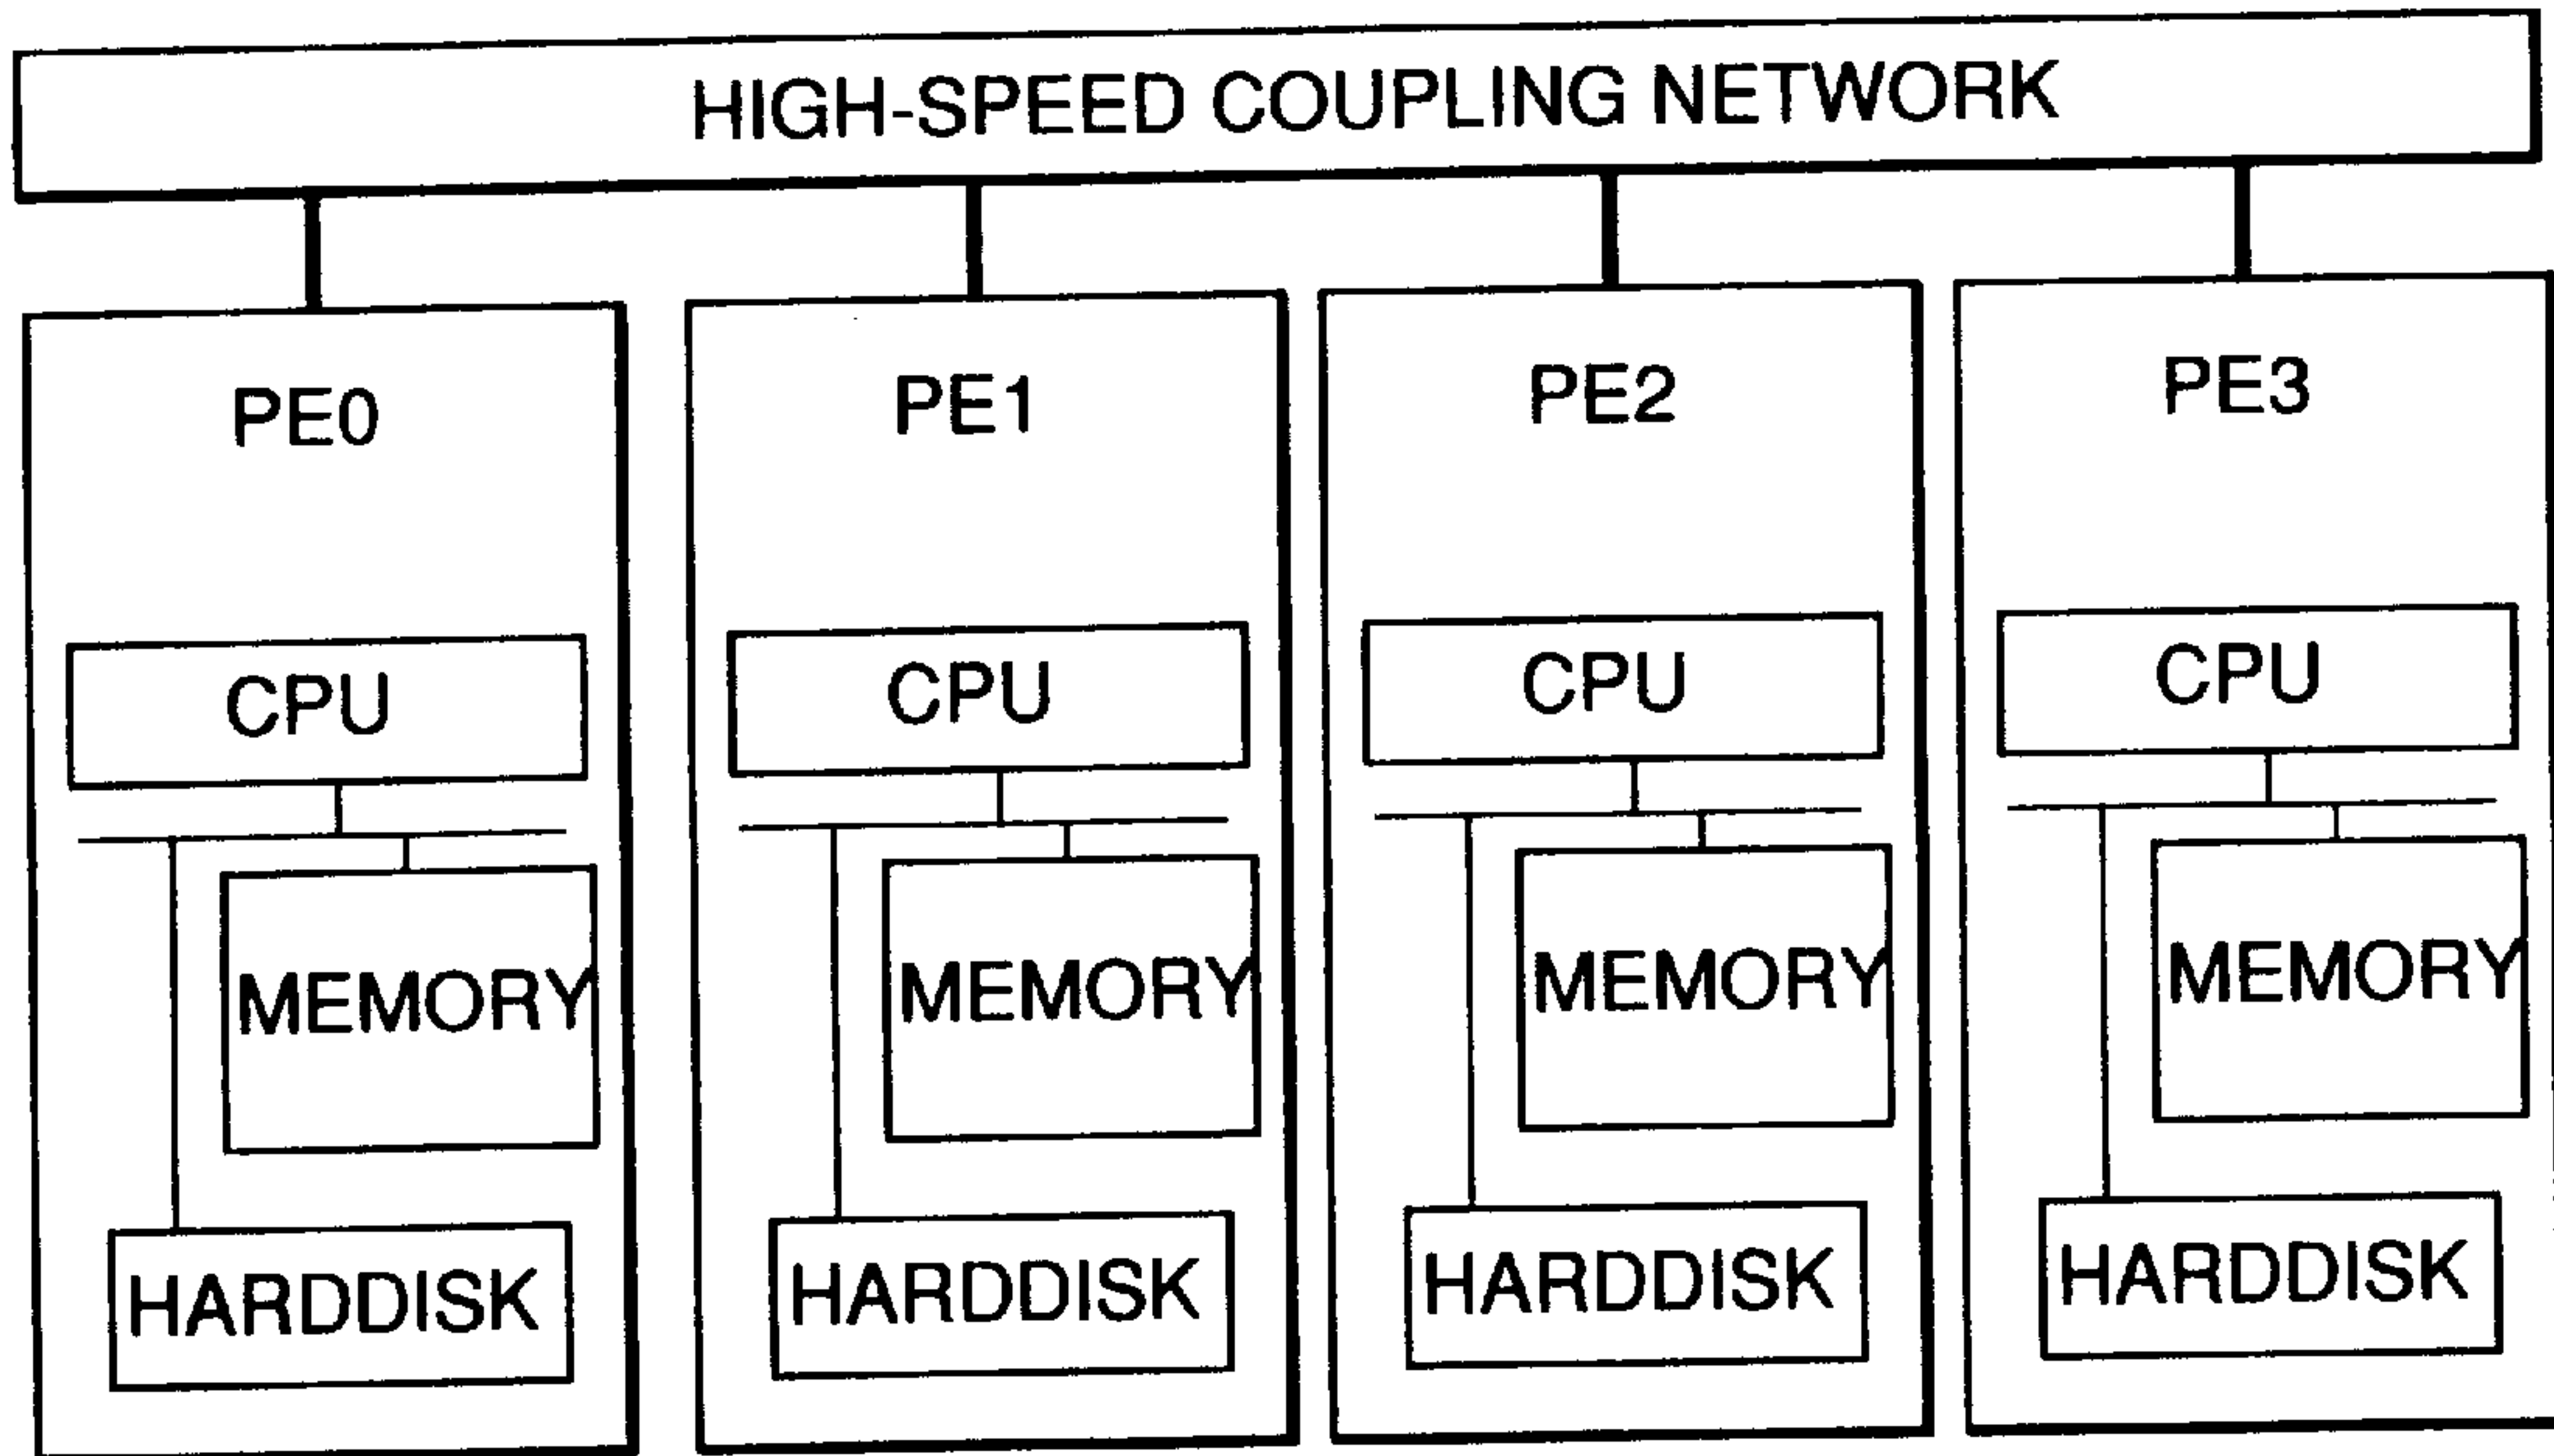 HIGH-SPEED COUPLING NETWORK
PE0
PE1
PE2
PE3
CPU
CPU
CPU
CPU
MEMORY
MEMORY
MEMORY
MEMORY
HARDDISK
HARDDISK
HARDDISK
HARDDISK